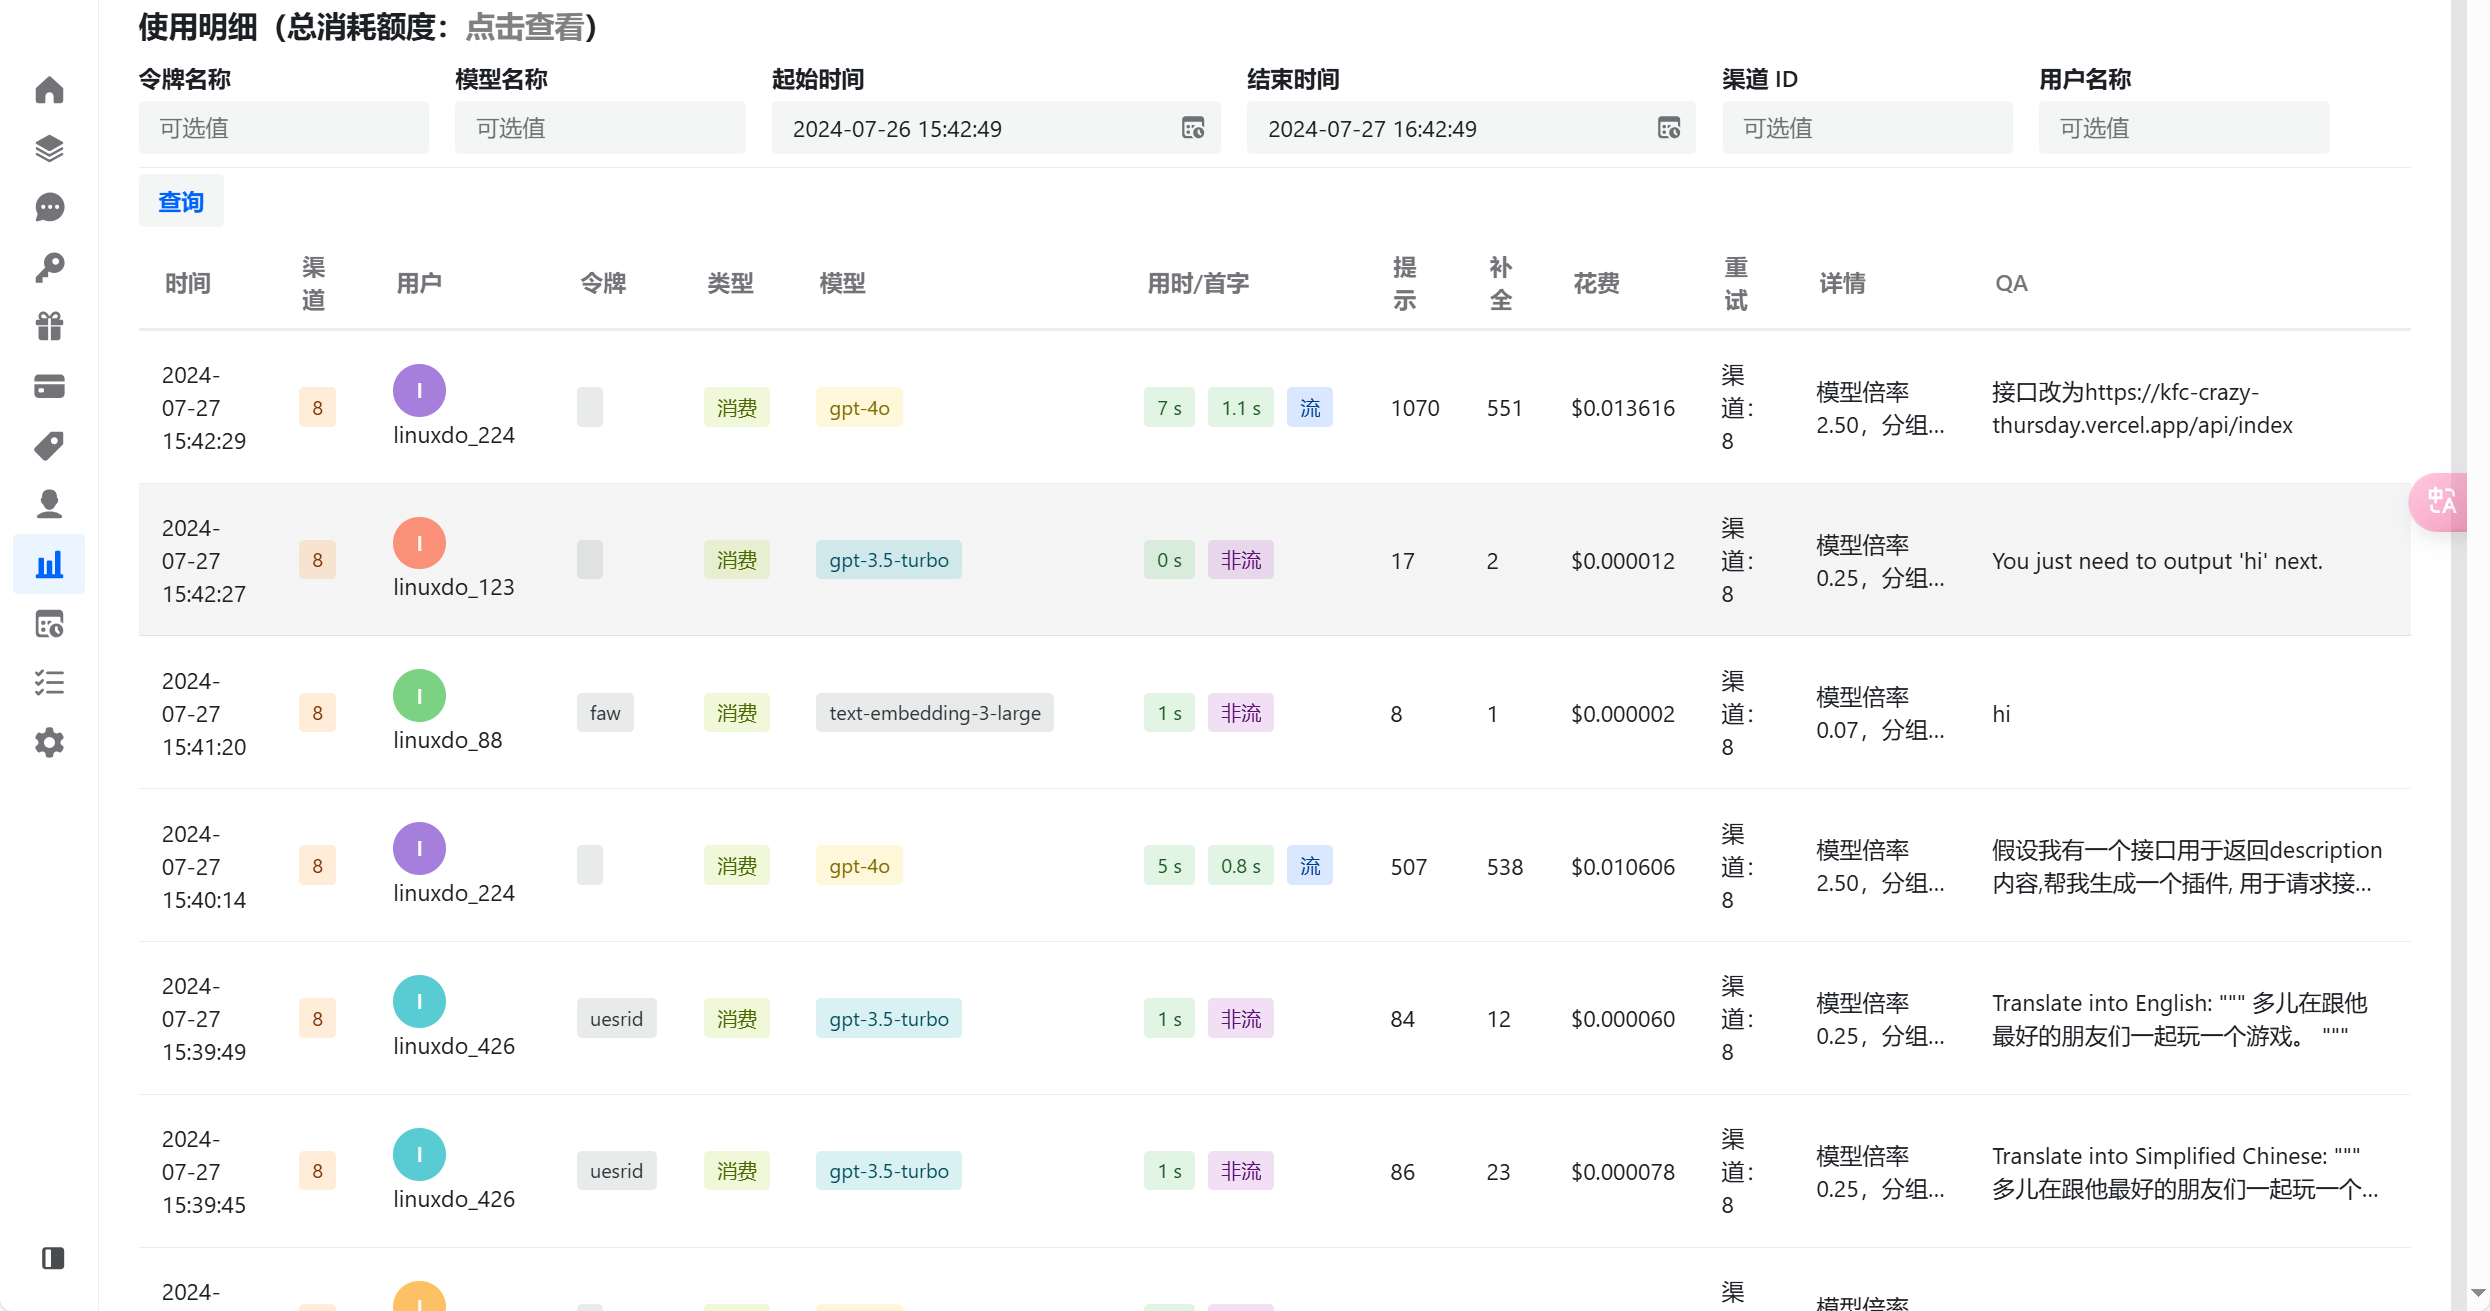 使用明细（总消耗额度：点击查看）
令牌名称 模型名称 起始时间 结束时间 渠道 ID 用户名称
可选值 可选值 2024-07-26 15:42:49 2024-07-27 16:42:49 可选值 可选值
查询
时间 渠道 用户 令牌 类型 模型 用时/首字 提示 补全 花费 重试 详情 QA
2024-07-27 15:42:29 8 I linuxdo_224 消费 gpt-4o 7 s 1.1 s 流 1070 551 $0.013616 渠道：8 模型倍率 2.50，分组... 接口改为https://kfc-crazy-thursday.vercel.app/api/index
2024-07-27 15:42:27 8 I linuxdo_123 消费 gpt-3.5-turbo 0 s 非流 17 2 $0.000012 渠道：8 模型倍率 0.25，分组... You just need to output 'hi' next.
2024-07-27 15:41:20 8 I linuxdo_88 faw 消费 text-embedding-3-large 1 s 非流 8 1 $0.000002 渠道：8 模型倍率 0.07，分组... hi
2024-07-27 15:40:14 8 I linuxdo_224 消费 gpt-4o 5 s 0.8 s 流 507 538 $0.010606 渠道：8 模型倍率 2.50，分组... 假设我有一个接口用于返回description内容,帮我生成一个插件, 用于请求接...
2024-07-27 15:39:49 8 I linuxdo_426 uesrid 消费 gpt-3.5-turbo 1 s 非流 84 12 $0.000060 渠道：8 模型倍率 0.25，分组... Translate into English: """ 多儿在跟他最好的朋友们一起玩一个游戏。 """
2024-07-27 15:39:45 8 I linuxdo_426 uesrid 消费 gpt-3.5-turbo 1 s 非流 86 23 $0.000078 渠道：8 模型倍率 0.25，分组... Translate into Simplified Chinese: """ 多儿在跟他最好的朋友们一起玩一个...
2024- 渠 模型倍率